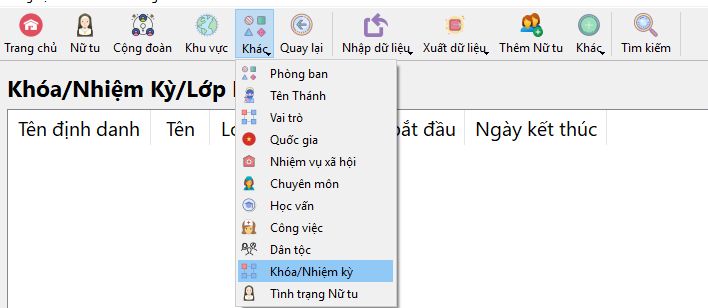 Trang chủ Nữ tu Cộng đoàn Khu vực Khác Quay lại Nhập dữ liệu Xuất dữ liệu Thêm Nữ tu Khác Tìm kiếm
Khóa/Nhiệm Kỳ/Lớp
Tên định danh Tên bắt đầu Ngày kết thúc
Phòng ban
Tên Thánh
Vai trò
Quốc gia
Nhiệm vụ xã hội
Chuyên môn
Học vấn
Công việc
Dân tộc
Khóa/Nhiệm kỳ
Tình trạng Nữ tu